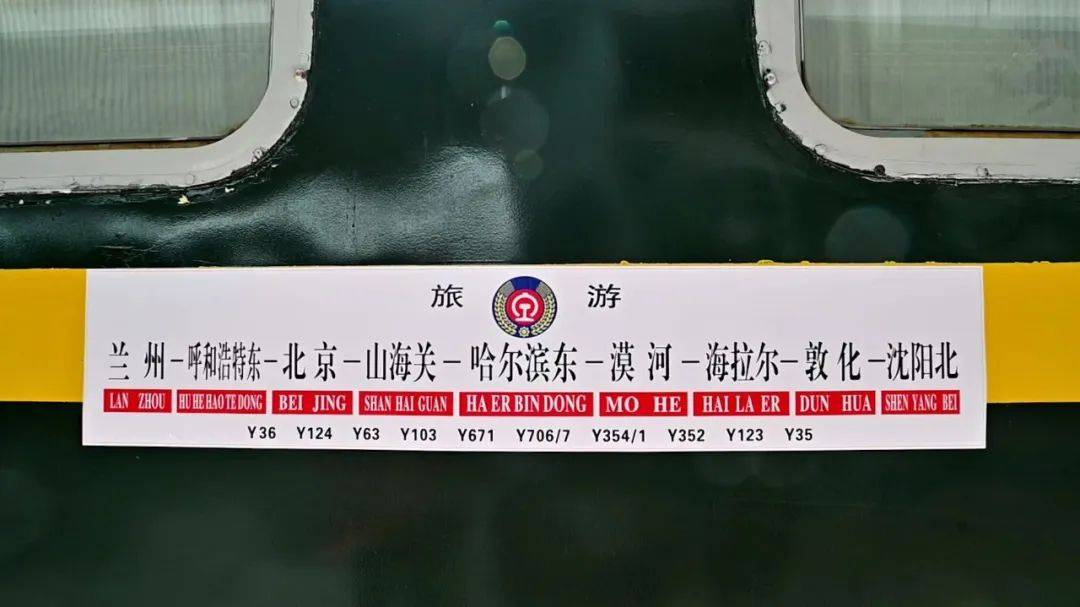 旅 游
兰 州－呼和浩特东－北 京－山海关－哈尔滨东－漠 河－海拉尔－敦 化－沈阳北
LAN ZHOU HU HE HAO TE DONG BEI JING SHAN HAI GUAN HA ER BIN DONG MO HE HAI LA ER DUN HUA SHEN YANG BEI
Y36 Y124 Y63 Y103 Y671 Y706/7 Y354/1 Y352 Y123 Y35